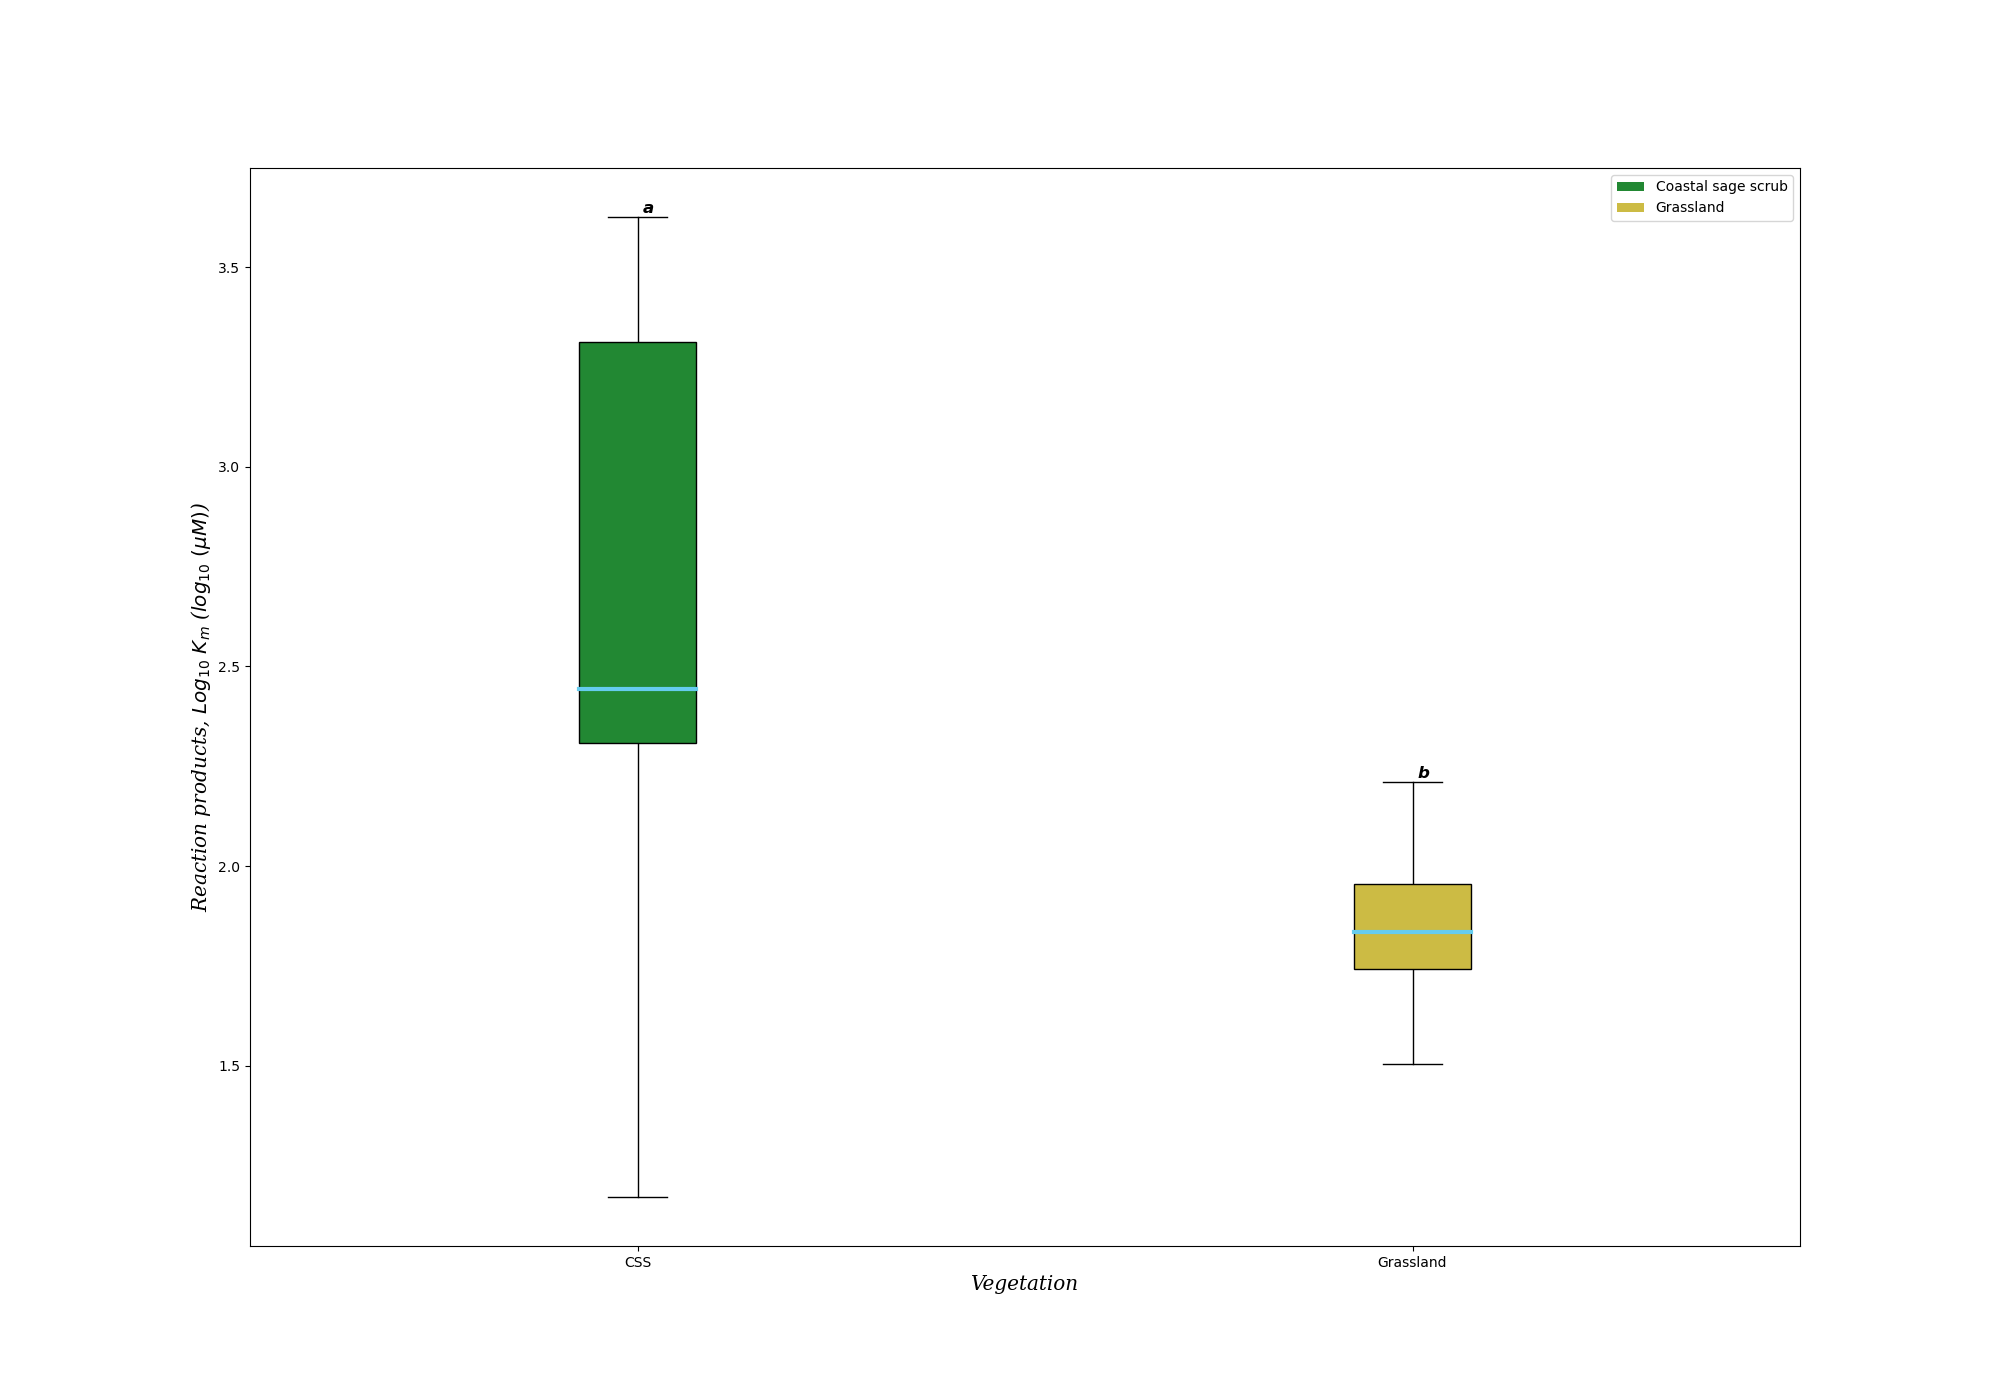 Coastal sage scrub
Grassland
a
b
3.5
3.0
2.5
2.0
1.5
Reaction products, Log₁₀ Kₘ (log₁₀ (μM))
CSS
Grassland
Vegetation